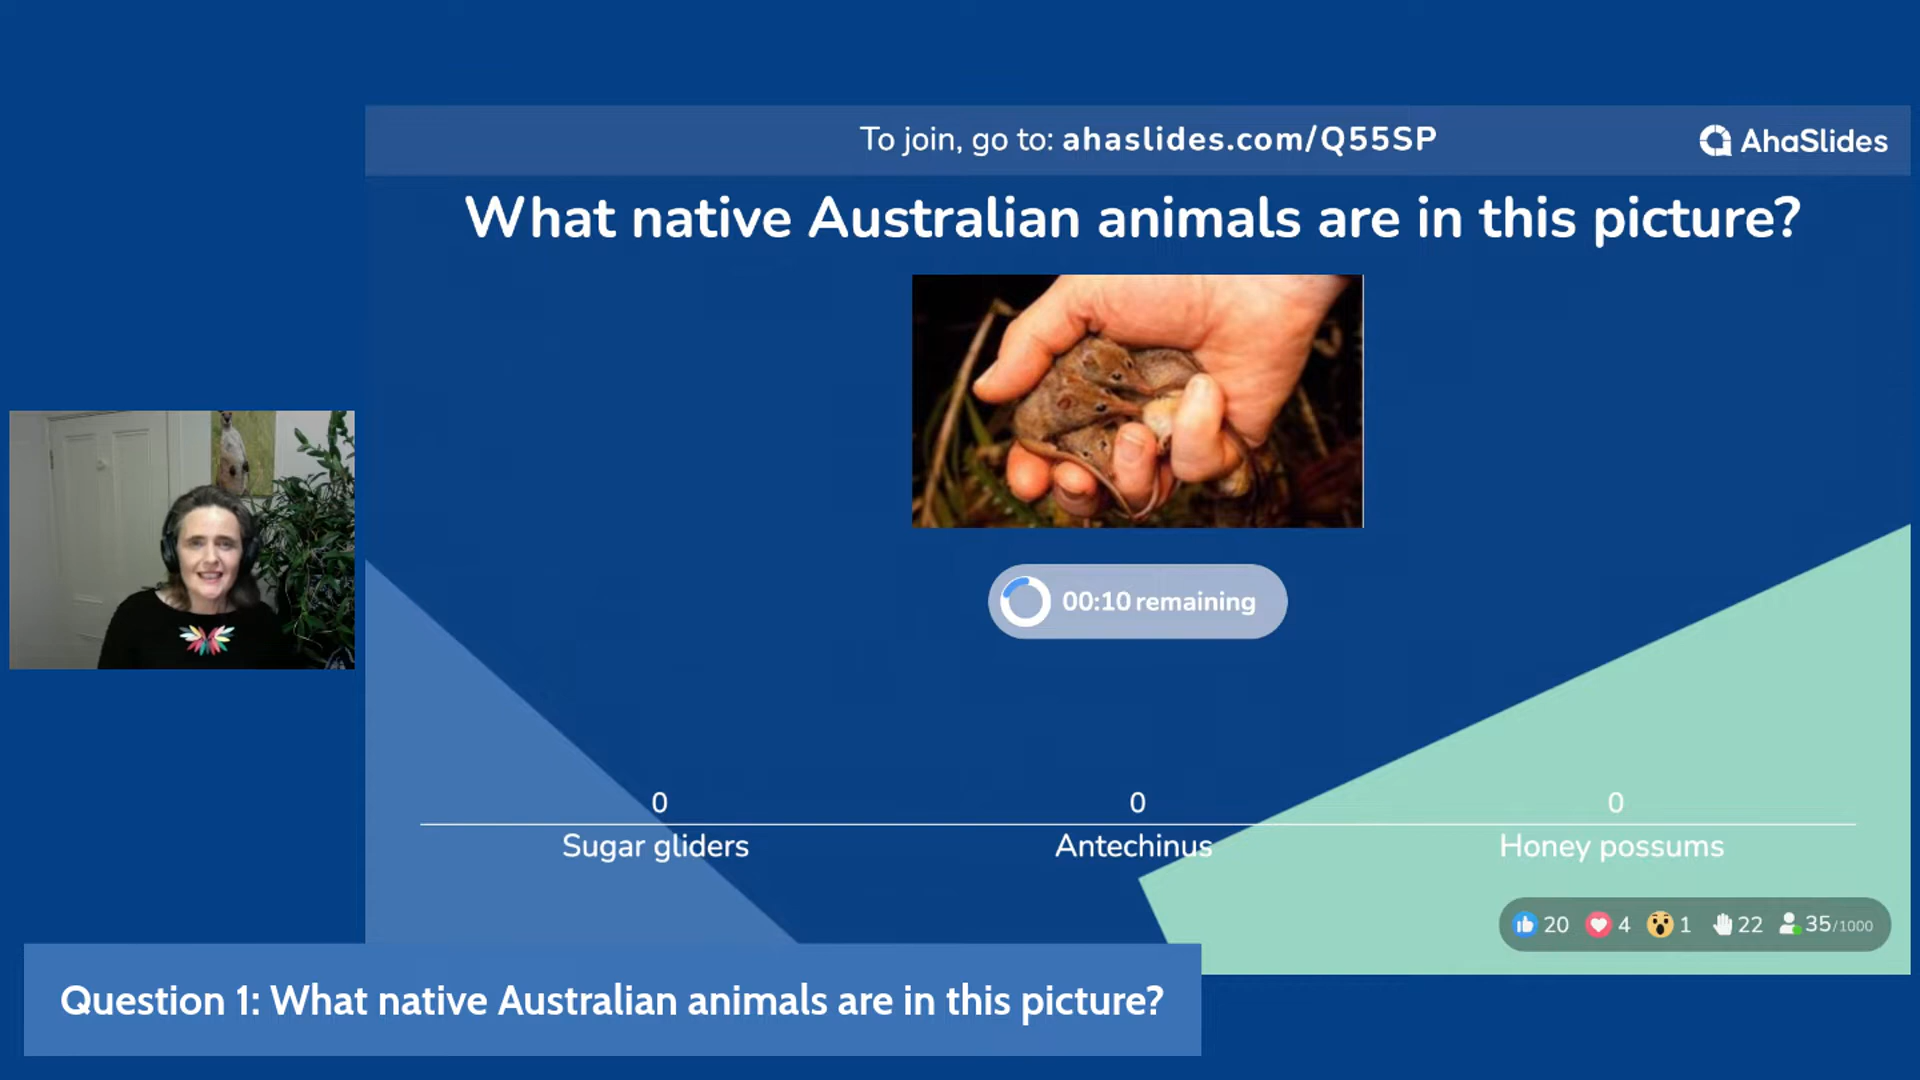 To join, go to: ahaslides.com/Q55SP
AhaSlides
What native Australian animals are in this picture?
00:10 remaining
0
0
0
Sugar gliders
Antechinus
Honey possums
20 4 1 22 35/1000
Question 1: What native Australian animals are in this picture?